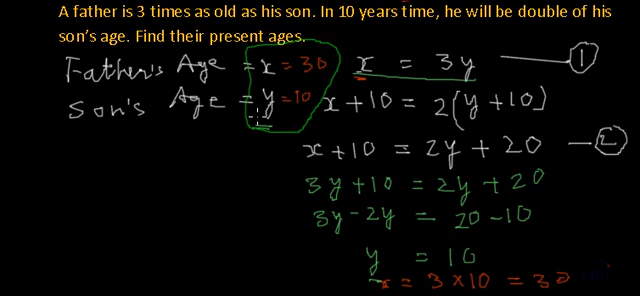 A father is 3 times as old as his son. In 10 years time, he will be double of his
son's age. Find their present ages.
Father's Age = x = 30
Son's Age = y = 10
x = 3y — 1
x + 10 = 2(y + 10)
x + 10 = 2y + 20 — 2
3y + 10 = 2y + 20
3y - 2y = 20 - 10
y = 10
x = 3 × 10 = 30